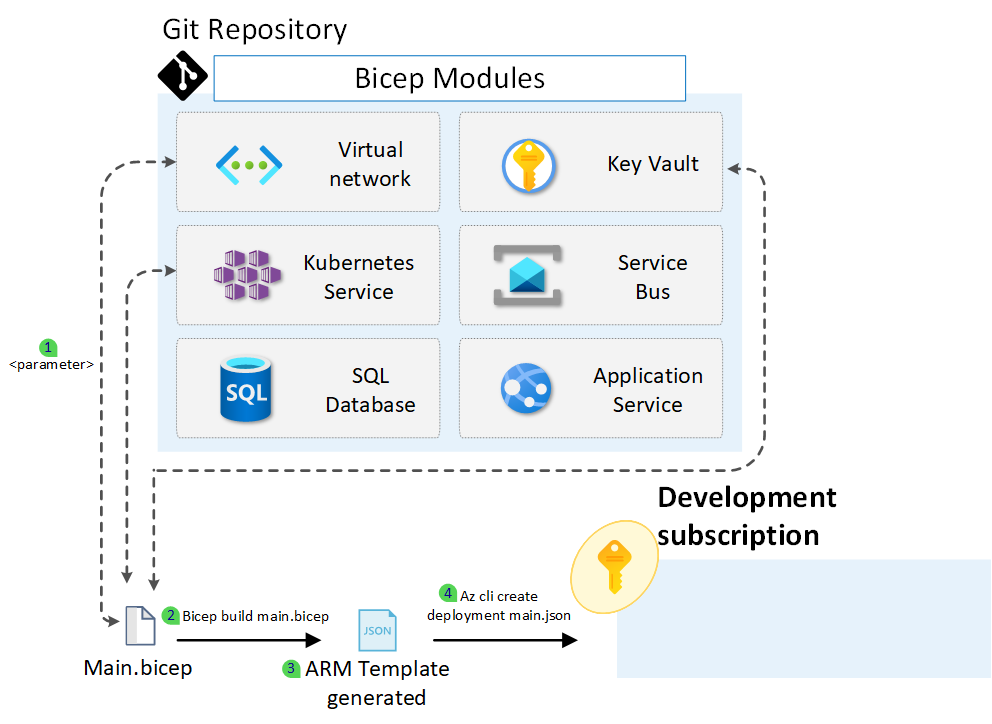 Git Repository
Bicep Modules
Virtual
network
Key Vault
Kubernetes
Service
Service
Bus
1
<parameter>
SQL
SQL
Database
Application
Service
Development
subscription
4 Az cli create
deployment main.json
2 Bicep build main.bicep
JSON
Main.bicep
3 ARM Template
generated